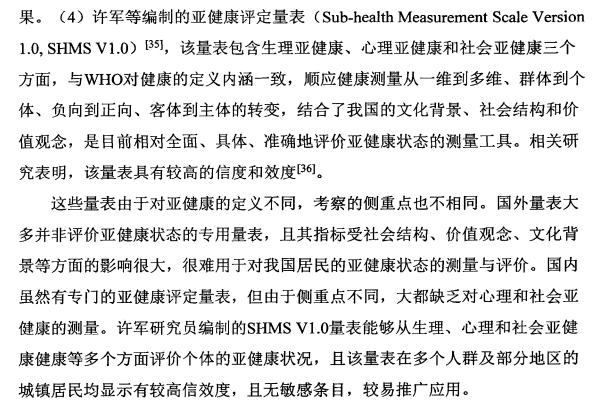 果。（4）许军等编制的亚健康评定量表（Sub-health Measurement Scale Version
1.0, SHMS V1.0）[35]，该量表包含生理亚健康、心理亚健康和社会亚健康三个
方面，与WHO对健康的定义内涵一致，顺应健康测量从一维到多维、群体到个
体、负向到正向、客体到主体的转变，结合了我国的文化背景、社会结构和价
值观念，是目前相对全面、具体、准确地评价亚健康状态的测量工具。相关研
究表明，该量表具有较高的信度和效度[36]。
这些量表由于对亚健康的定义不同，考察的侧重点也不相同。国外量表大
多并非评价亚健康状态的专用量表，且其指标受社会结构、价值观念、文化背
景等方面的影响很大，很难用于对我国居民的亚健康状态的测量与评价。国内
虽然有专门的亚健康评定量表，但由于侧重点不同，大都缺乏对心理和社会亚
健康的测量。许军研究员编制的SHMS V1.0量表能够从生理、心理和社会亚健
康健康等多个方面评价个体的亚健康状况，且该量表在多个人群及部分地区的
城镇居民均显示有较高信效度，且无敏感条目，较易推广应用。